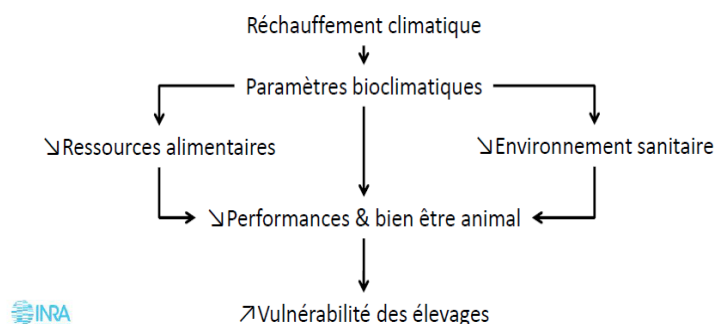 Réchauffement climatique
Paramètres bioclimatiques
↘Ressources alimentaires
↘Environnement sanitaire
↘Performances & bien être animal
↗Vulnérabilité des élevages
INRA